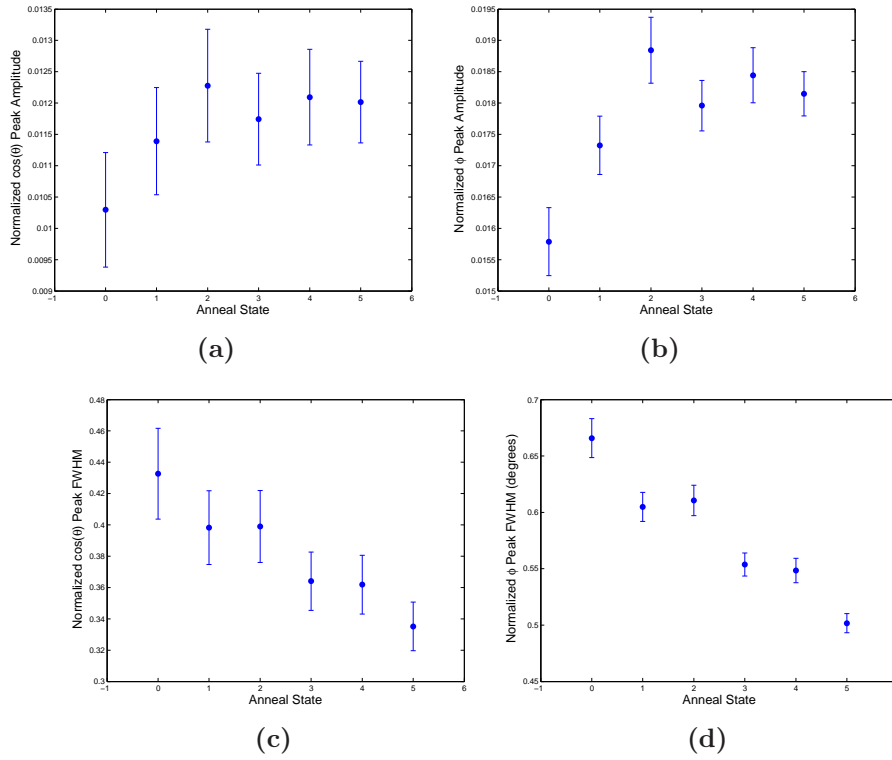 0.0135
0.013
0.0125
0.012
0.0115
0.011
0.0105
0.01
0.0095
0.009
Normalized cos(θ) Peak Amplitude
−1 0 1 2 3 4 5 6
Anneal State
(a)
0.0195
0.019
0.0185
0.018
0.0175
0.017
0.0165
0.016
0.0155
0.015
Normalized ϕ Peak Amplitude
−1 0 1 2 3 4 5 6
Anneal State
(b)
0.48
0.46
0.44
0.42
0.4
0.38
0.36
0.34
0.32
0.3
Normalized cos(θ) Peak FWHM
−1 0 1 2 3 4 5 6
Anneal State
(c)
0.7
0.65
0.6
0.55
0.5
0.45
Normalized ϕ Peak FWHM (degrees)
−1 0 1 2 3 4 5
Anneal State
(d)